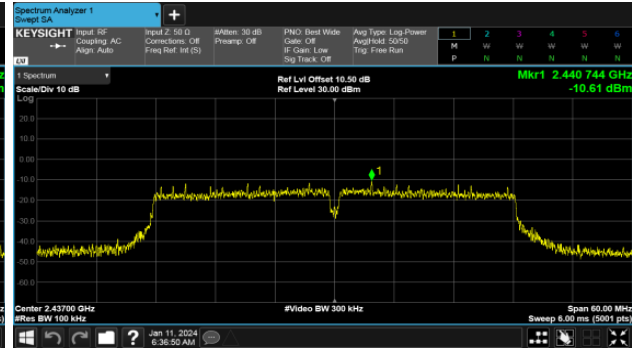 Spectrum Analyzer 1
Swept SA
+
KEYSIGHT
Input: RF
Coupling: AC
Align: Auto
Input Z: 50 Ω
Corrections: Off
Freq Ref: Int (S)
#Atten: 30 dB
Preamp: Off
PNO: Best Wide
Gate: Off
IF Gain: Low
Sig Track: Off
Avg Type: Log-Power
Avg|Hold: 50/50
Trig: Free Run
1 2 3 4 5 6
M W W W W W
P N N N N N
LXI
1 Spectrum
Scale/Div 10 dB
Ref Lvl Offset 10.50 dB
Ref Level 30.00 dBm
Mkr1 2.440 744 GHz
-10.61 dBm
Log
20.0
10.0
0.00
-10.0
-20.0
-30.0
-40.0
-50.0
-60.0
1
Center 2.43700 GHz
#Res BW 100 kHz
#Video BW 300 kHz
Span 60.00 MHz
Sweep 6.00 ms (5001 pts)
?
Jan 11, 2024
6:36:50 AM